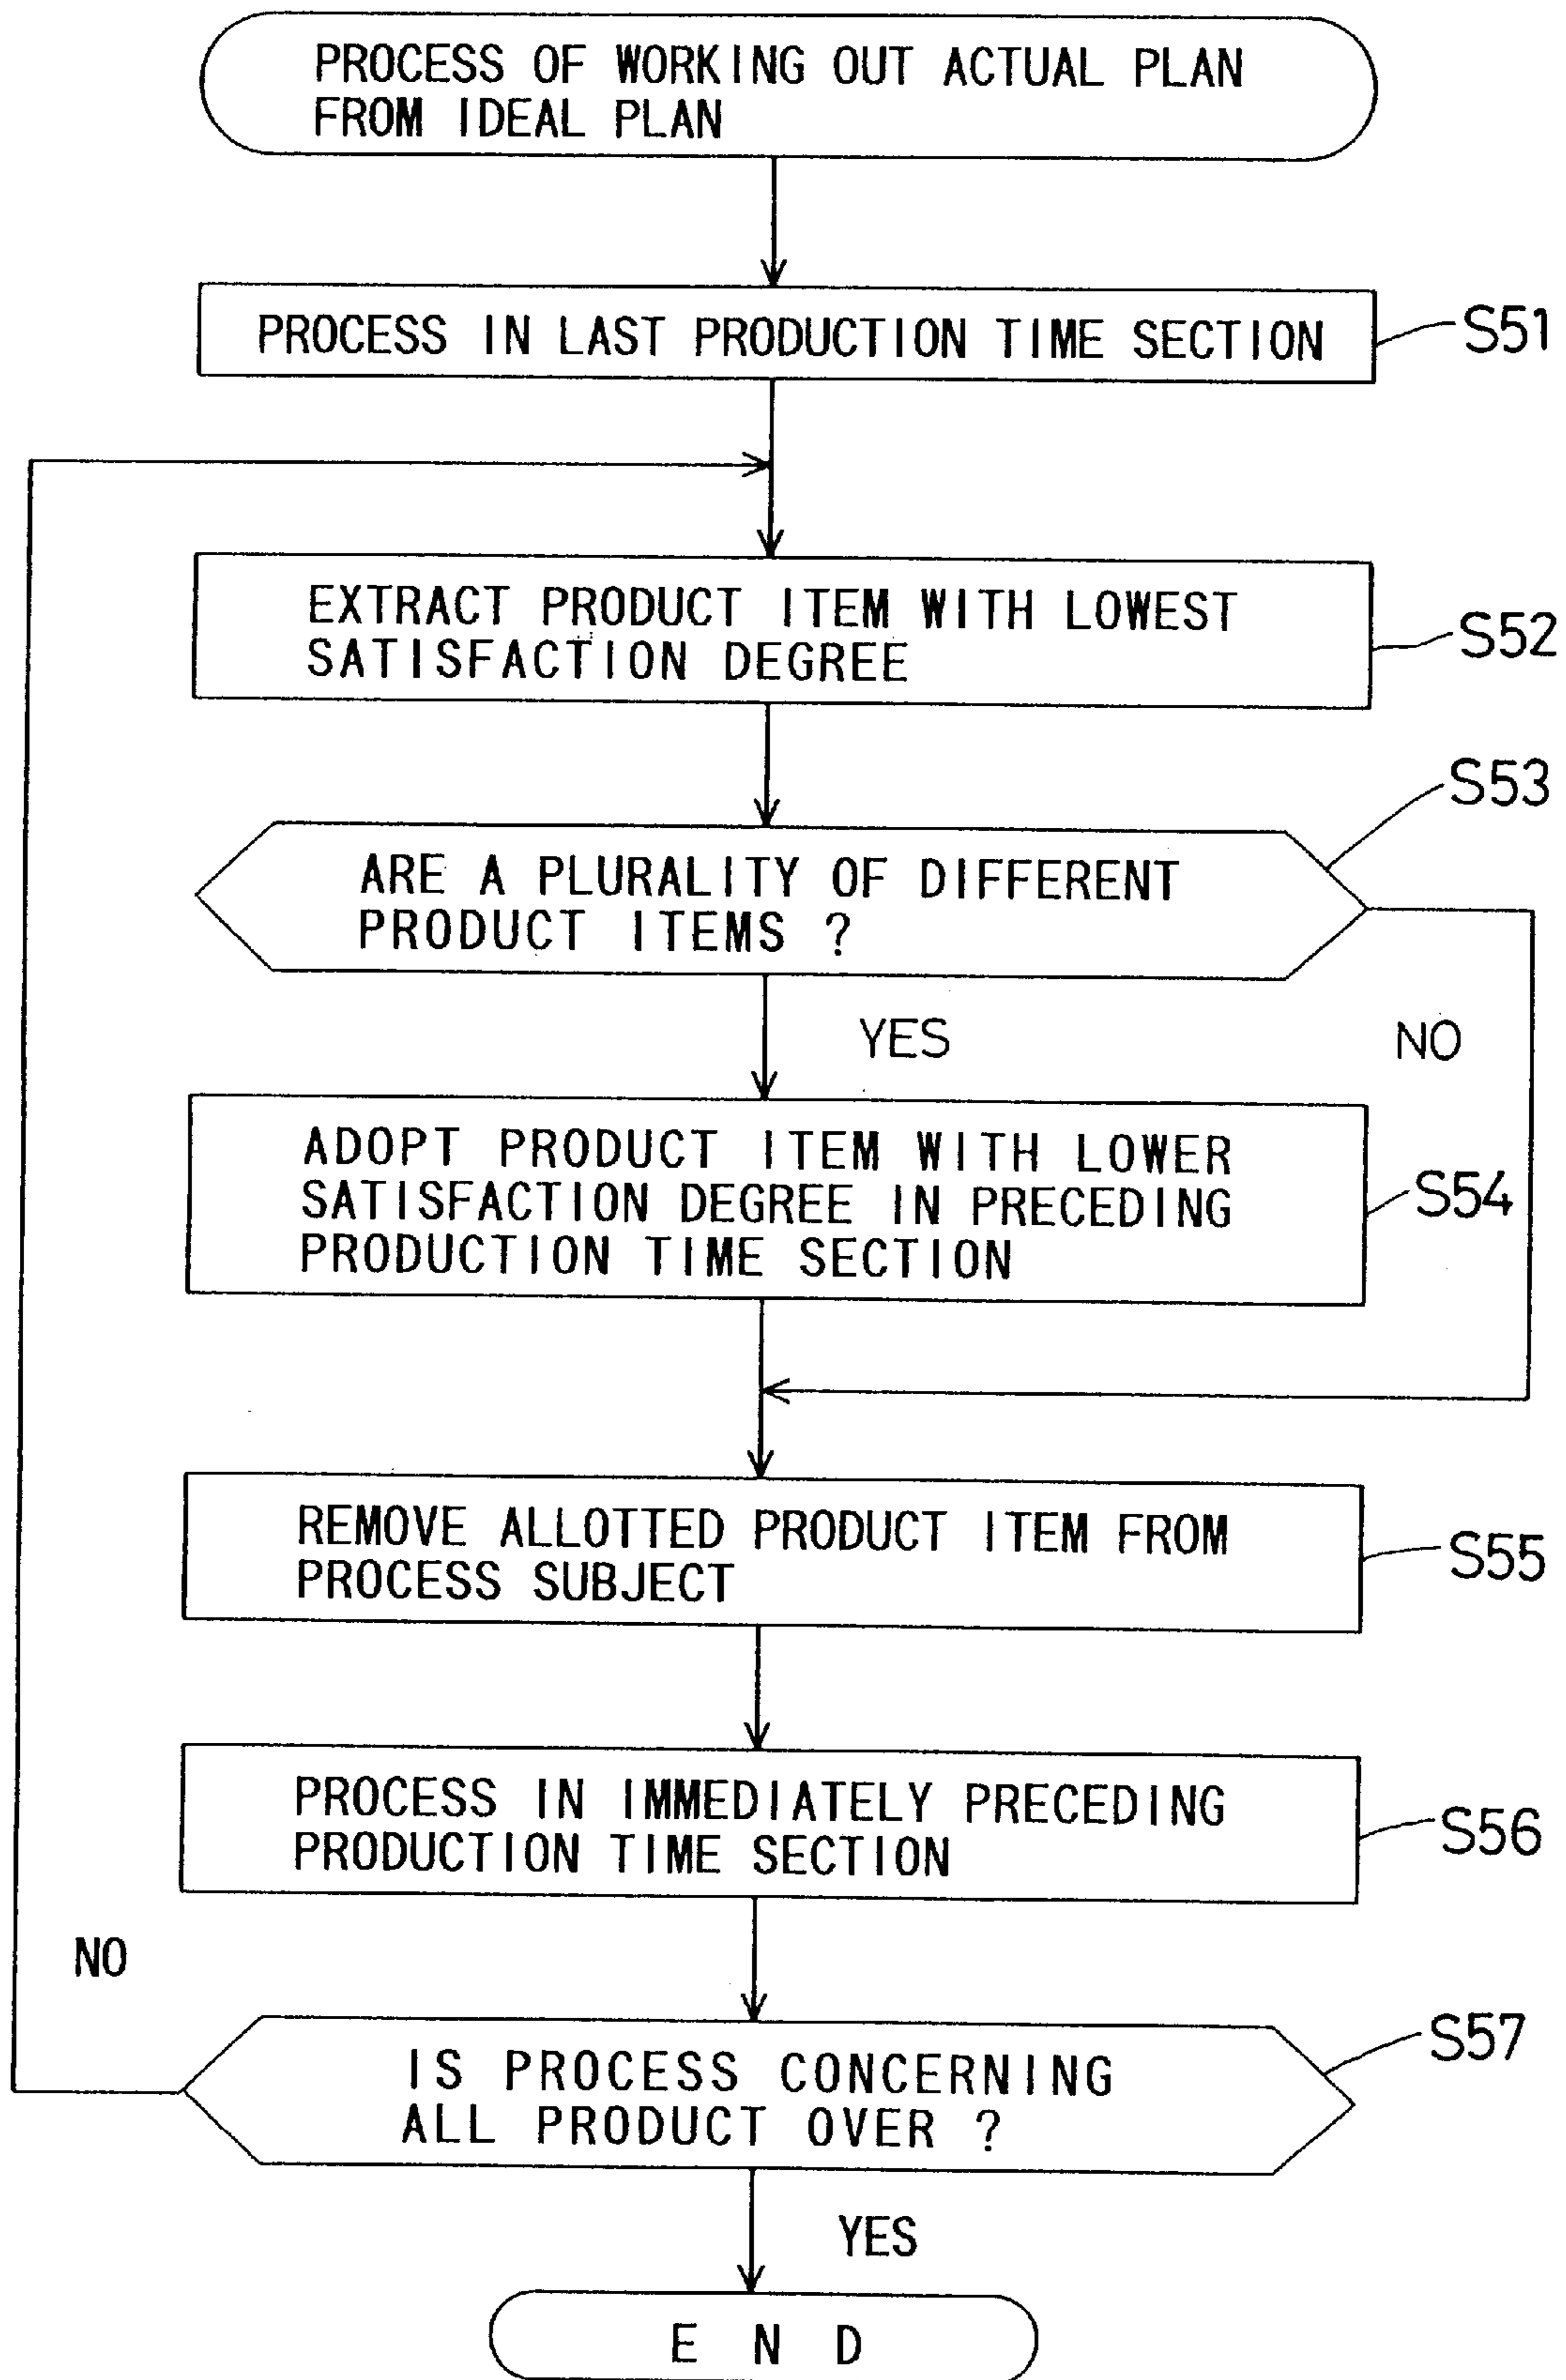 PROCESS OF WORKING OUT ACTUAL PLAN
FROM IDEAL PLAN
PROCESS IN LAST PRODUCTION TIME SECTION
S51
EXTRACT PRODUCT ITEM WITH LOWEST
SATISFACTION DEGREE
S52
S53
ARE A PLURALITY OF DIFFERENT
PRODUCT ITEMS ?
YES
NO
ADOPT PRODUCT ITEM WITH LOWER
SATISFACTION DEGREE IN PRECEDING
PRODUCTION TIME SECTION
S54
REMOVE ALLOTTED PRODUCT ITEM FROM
PROCESS SUBJECT
S55
PROCESS IN IMMEDIATELY PRECEDING
PRODUCTION TIME SECTION
S56
NO
S57
IS PROCESS CONCERNING
ALL PRODUCT OVER ?
YES
E N D